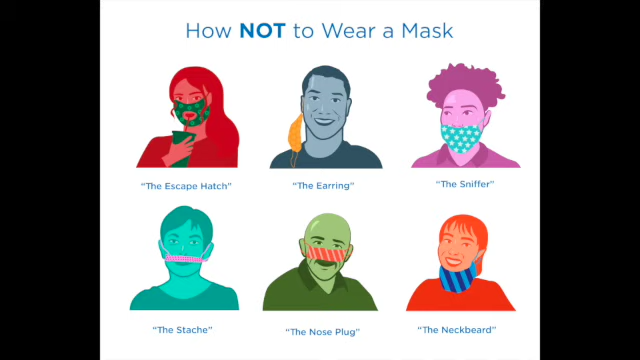 How NOT to Wear a Mask
"The Escape Hatch"
"The Earring"
"The Sniffer"
"The Stache"
"The Nose Plug"
"The Neckbeard"